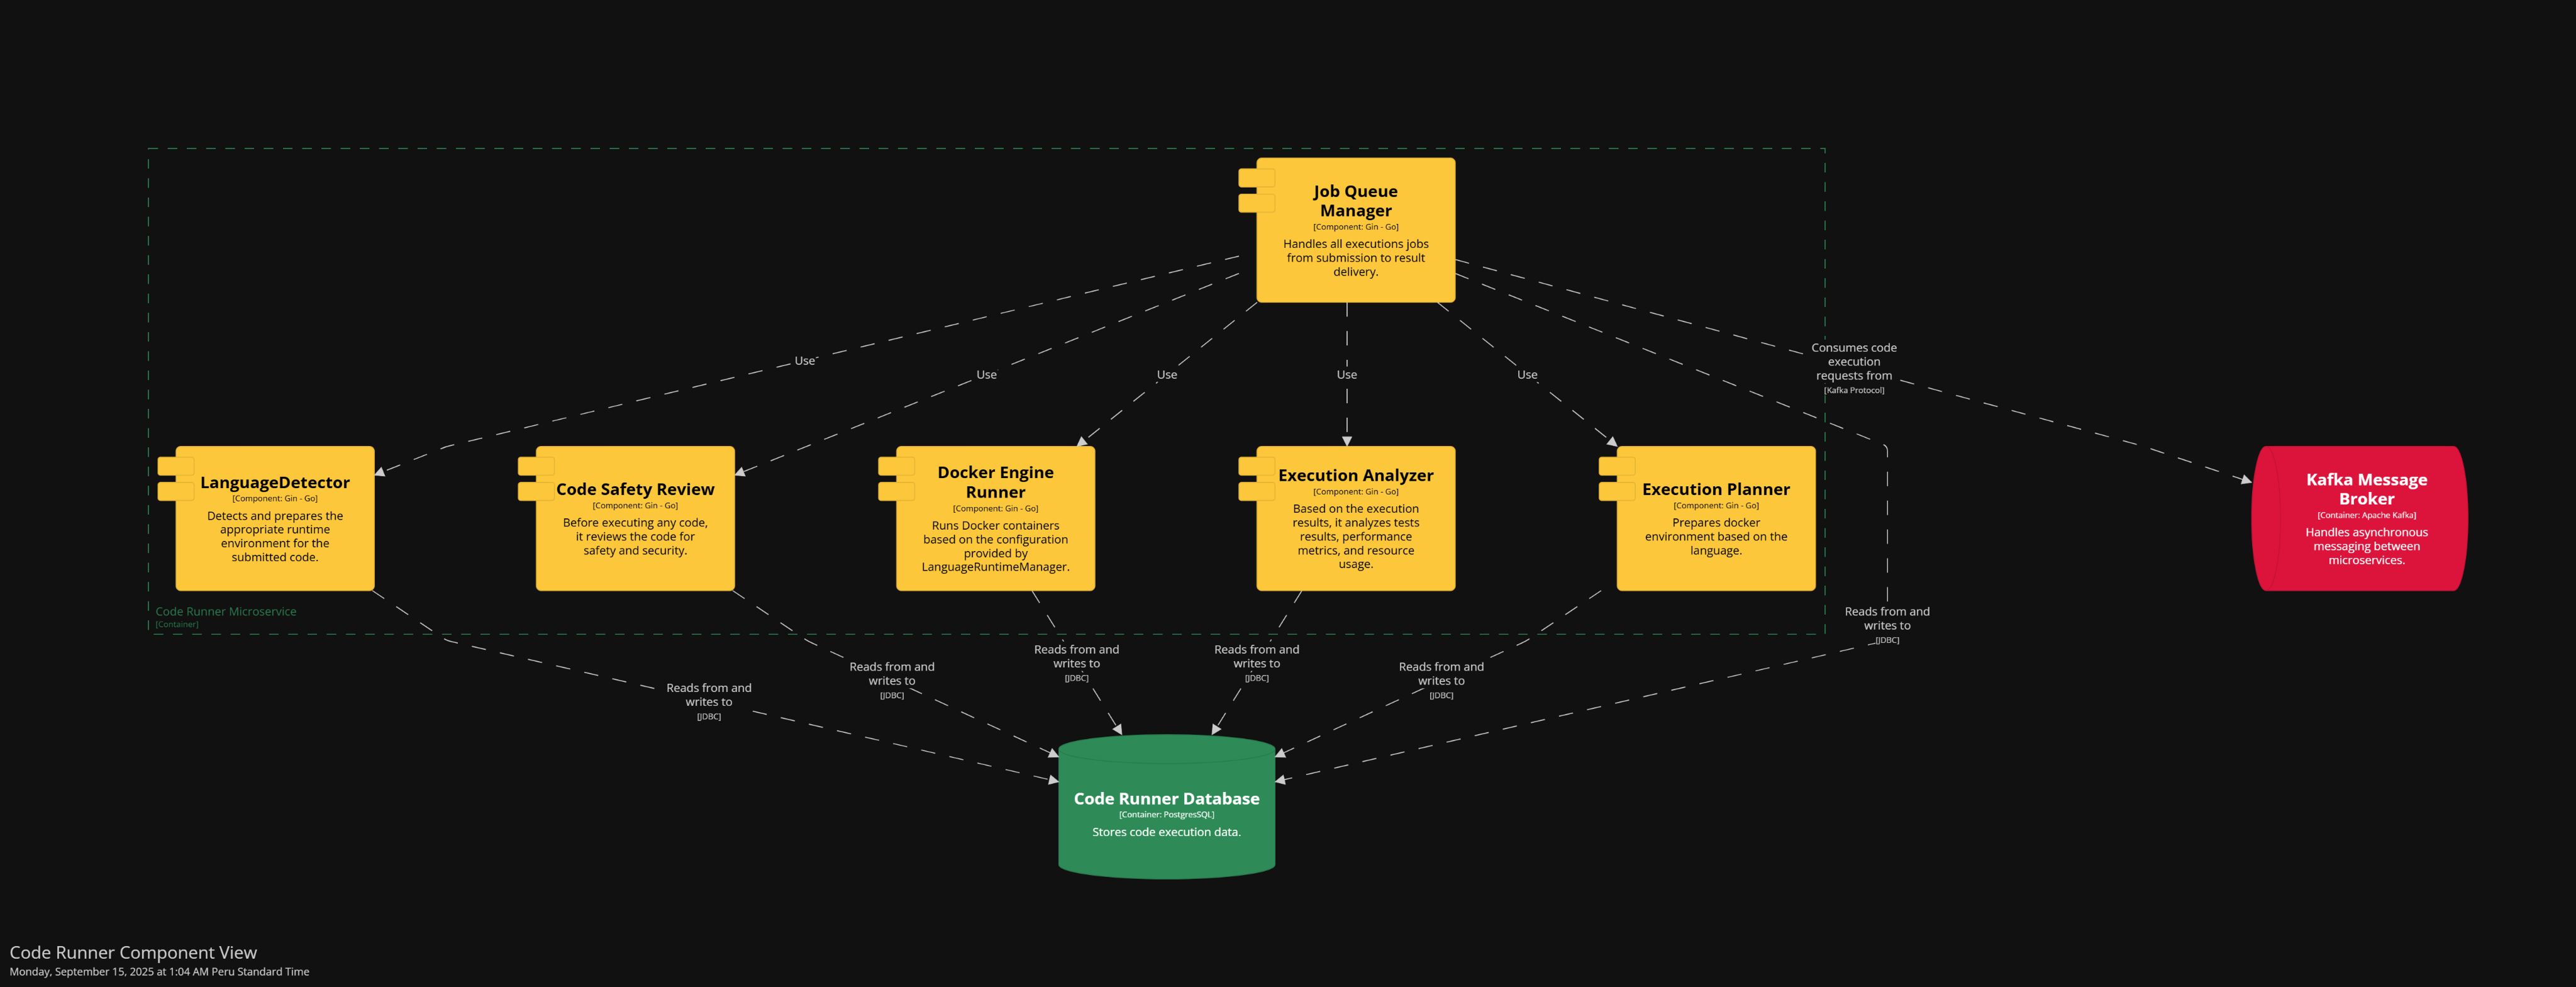 Job Queue
Manager
[Component: Gin - Go]
Handles all executions jobs
from submission to result
delivery.
Use
Use
Use
Use
Use
Consumes code
execution
requests from
[Kafka Protocol]
LanguageDetector
[Component: Gin - Go]
Detects and prepares the
appropriate runtime
environment for the
submitted code.
Code Safety Review
[Component: Gin - Go]
Before executing any code,
it reviews the code for
safety and security.
Docker Engine
Runner
[Component: Gin - Go]
Runs Docker containers
based on the configuration
provided by
LanguageRuntimeManager.
Execution Analyzer
[Component: Gin - Go]
Based on the execution
results, it analyzes tests
results, performance
metrics, and resource
usage.
Execution Planner
[Component: Gin - Go]
Prepares docker
environment based on the
language.
Kafka Message
Broker
[Container: Apache Kafka]
Handles asynchronous
messaging between
microservices.
Code Runner Microservice
[Container]
Reads from and
writes to
[JDBC]
Reads from and
writes to
[JDBC]
Reads from and
writes to
[JDBC]
Reads from and
writes to
[JDBC]
Reads from and
writes to
[JDBC]
Reads from and
writes to
[JDBC]
Code Runner Database
[Container: PostgresSQL]
Stores code execution data.
Code Runner Component View
Monday, September 15, 2025 at 1:04 AM Peru Standard Time